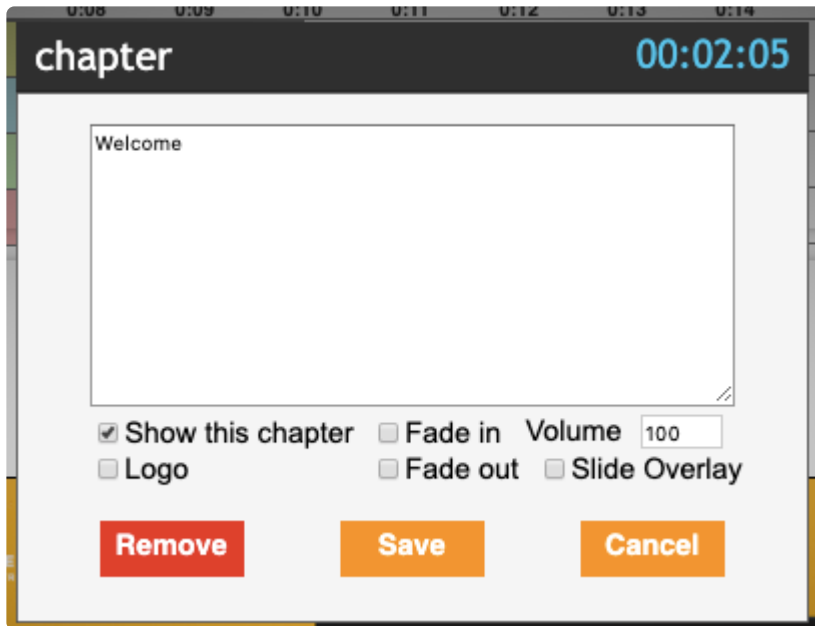 0:08 0:09 0:10 0:11 0:12 0:13 0:14
chapter 00:02:05
Welcome
Show this chapter Fade in Volume 100
Logo Fade out Slide Overlay
Remove Save Cancel